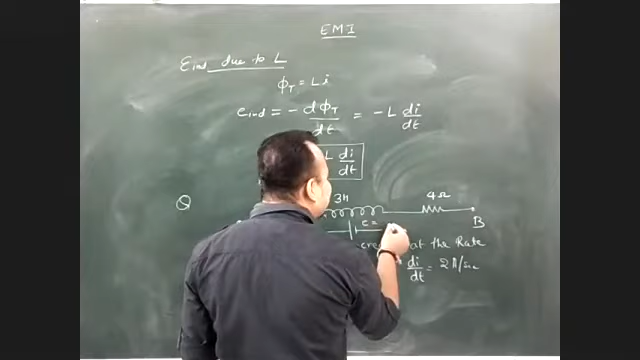 EMI
Eind due to L
ϕT = Li
eind = - dϕT/dt = - L di/dt
L di/dt
Q
3H 4Ω
e =
B
at the Rate
di/dt = 2A/sec